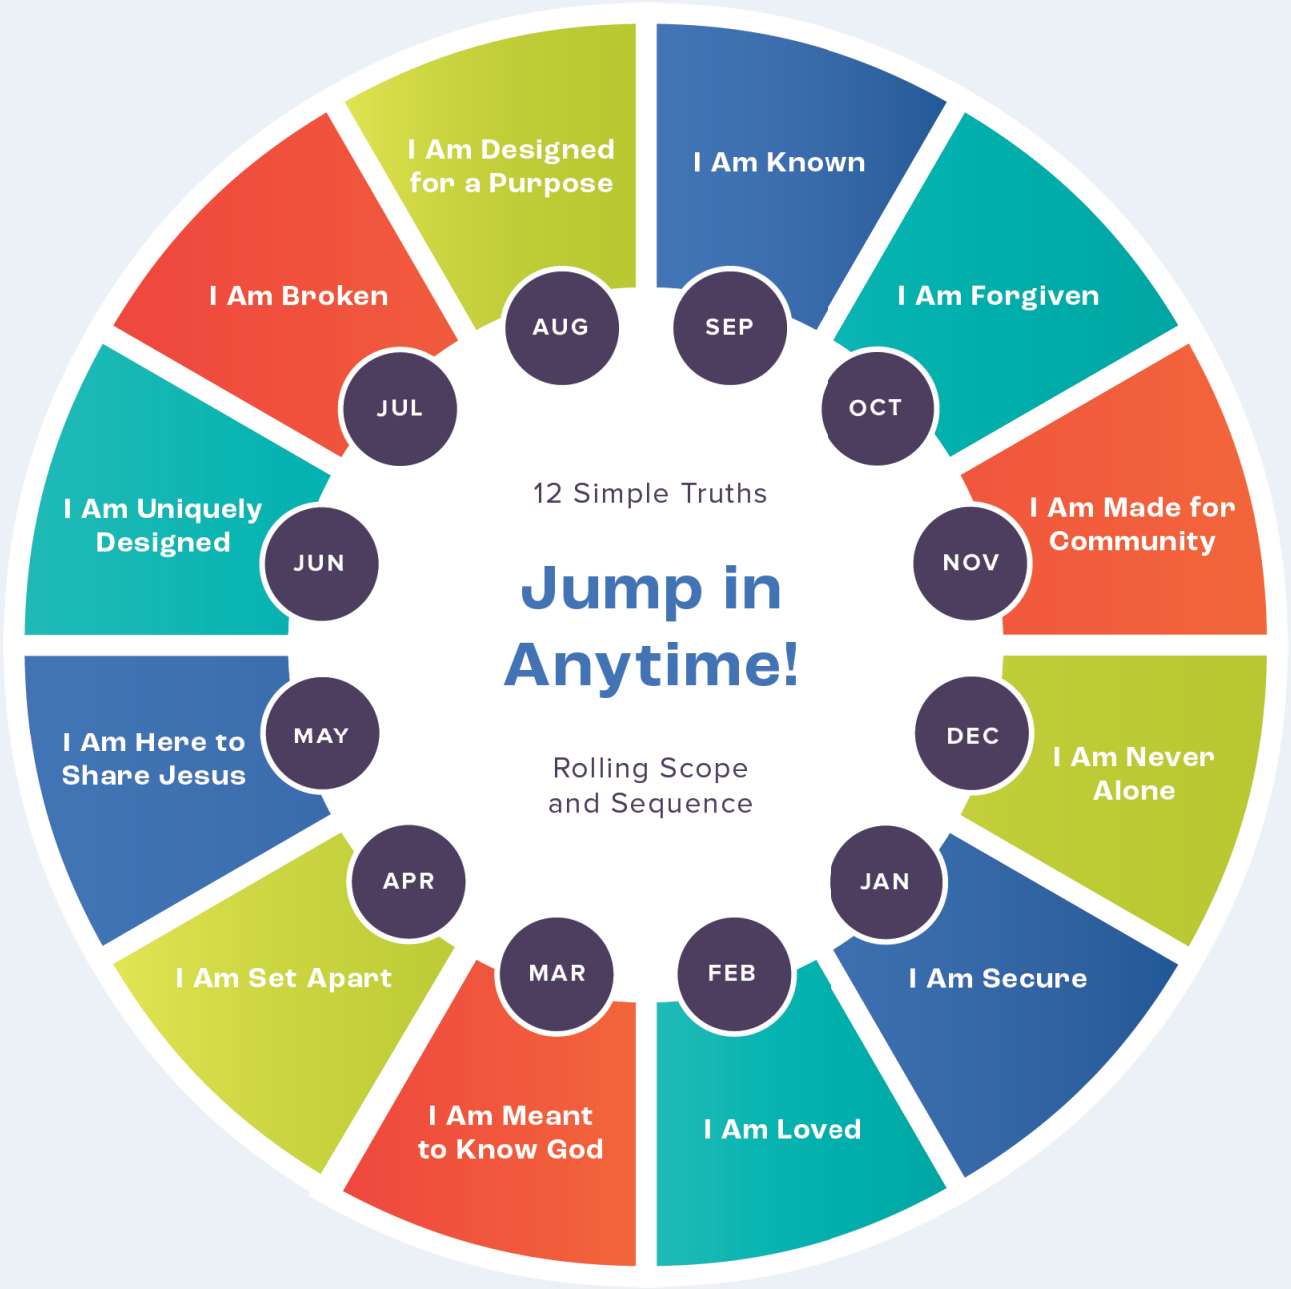 I Am Known
SEP
I Am Forgiven
OCT
I Am Made for
Community
NOV
I Am Never
Alone
DEC
I Am Secure
JAN
I Am Loved
FEB
I Am Meant
to Know God
MAR
I Am Set Apart
APR
I Am Here to
Share Jesus
MAY
I Am Uniquely
Designed
JUN
I Am Broken
JUL
I Am Designed
for a Purpose
AUG
12 Simple Truths
Jump in
Anytime!
Rolling Scope
and Sequence